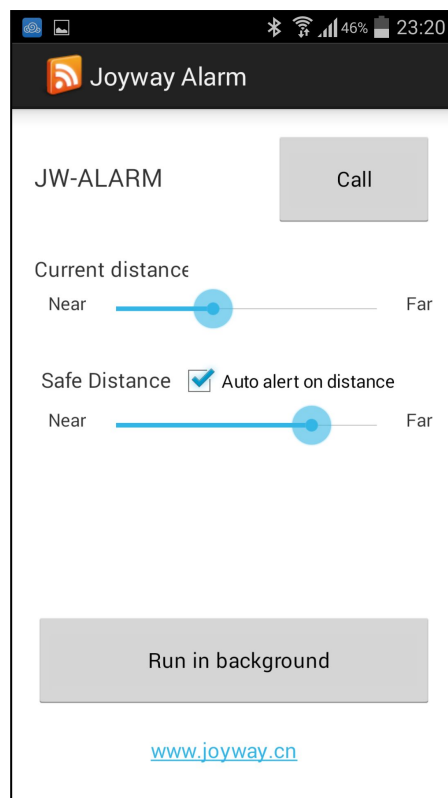 46% 23:20
Joyway Alarm
JW-ALARM Call
Current distance
Near Far
Safe Distance Auto alert on distance
Near Far
Run in background
www.joyway.cn